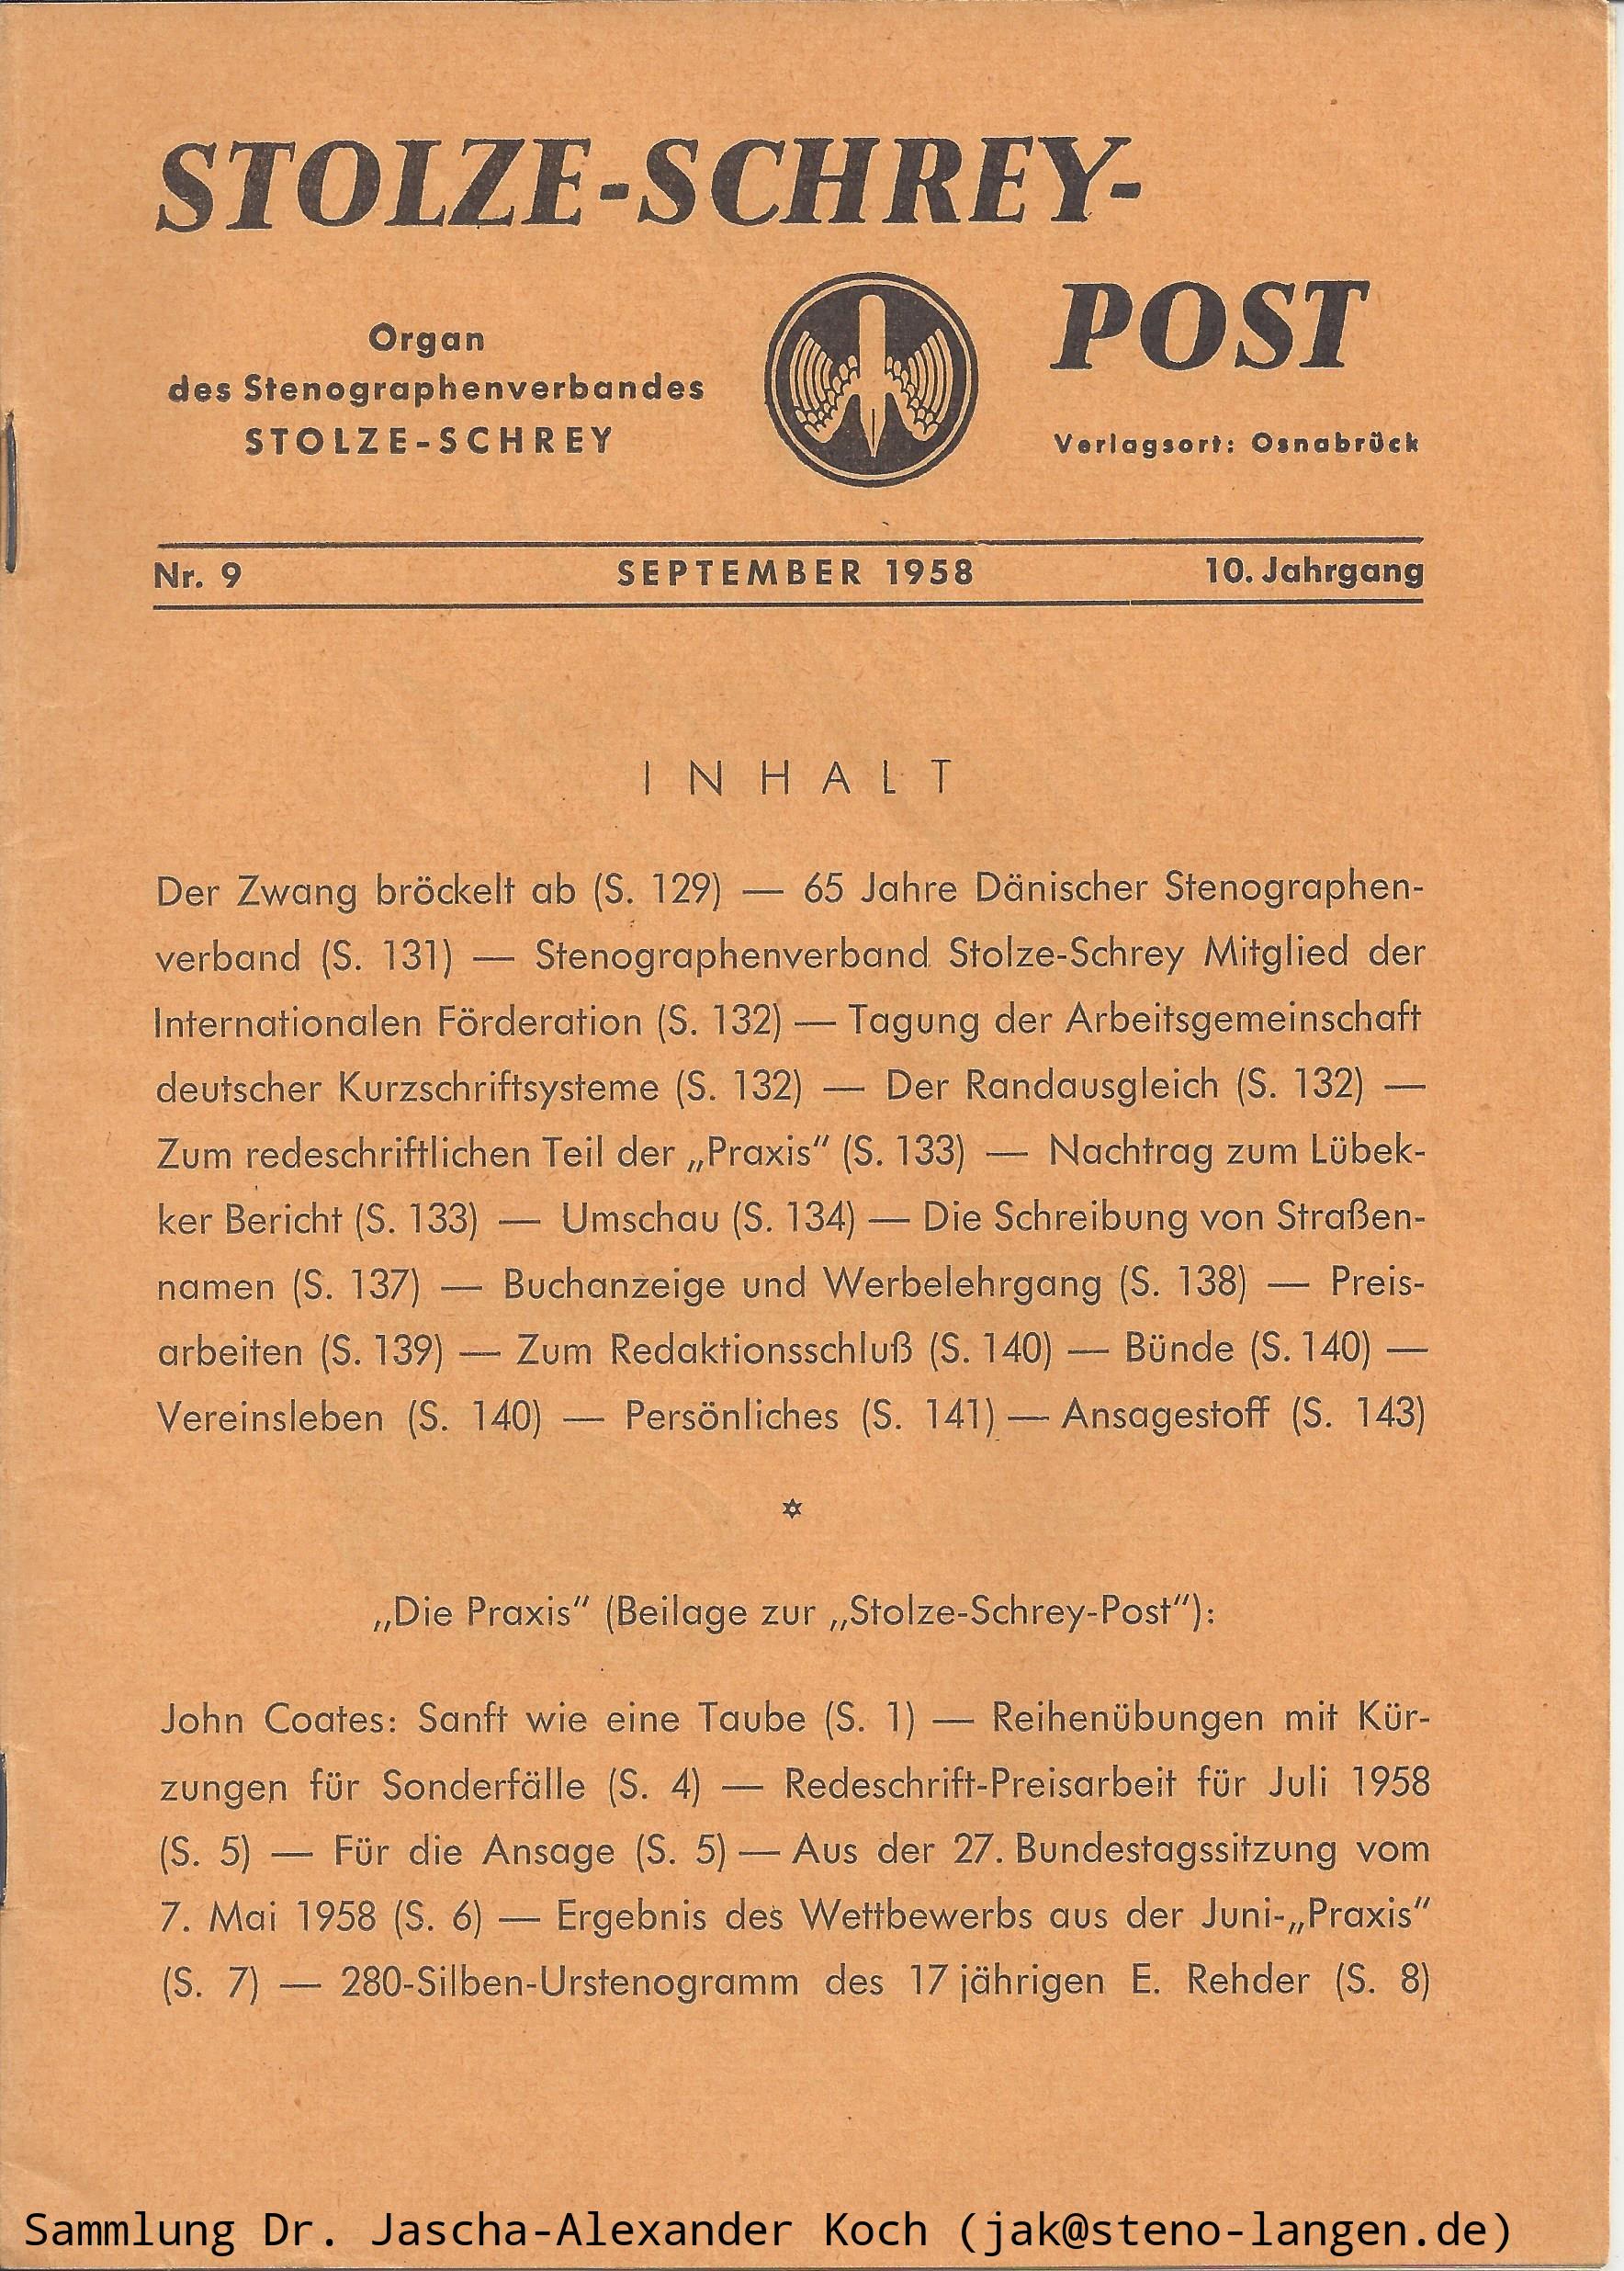 STOLZE-SCHREY-
POST
Organ
des Stenographenverbandes
STOLZE-SCHREY
Verlagsort: Osnabrück
Nr. 9 SEPTEMBER 1958 10. Jahrgang
INHALT
Der Zwang bröckelt ab (S. 129) — 65 Jahre Dänischer Stenographen-
verband (S. 131) — Stenographenverband Stolze-Schrey Mitglied der
Internationalen Förderation (S. 132) — Tagung der Arbeitsgemeinschaft
deutscher Kurzschriftsysteme (S. 132) — Der Randausgleich (S. 132) —
Zum redeschriftlichen Teil der „Praxis“ (S. 133) — Nachtrag zum Lübek-
ker Bericht (S. 133) — Umschau (S. 134) — Die Schreibung von Straßen-
namen (S. 137) — Buchanzeige und Werbelehrgang (S. 138) — Preis-
arbeiten (S. 139) — Zum Redaktionsschluß (S. 140) — Bünde (S. 140) —
Vereinsleben (S. 140) — Persönliches (S. 141) — Ansagestoff (S. 143)
„Die Praxis“ (Beilage zur „Stolze-Schrey-Post“):
John Coates: Sanft wie eine Taube (S. 1) — Reihenübungen mit Kür-
zungen für Sonderfälle (S. 4) — Redeschrift-Preisarbeit für Juli 1958
(S. 5) — Für die Ansage (S. 5) — Aus der 27. Bundestagssitzung vom
7. Mai 1958 (S. 6) — Ergebnis des Wettbewerbs aus der Juni-„Praxis“
(S. 7) — 280-Silben-Urstenogramm des 17 jährigen E. Rehder (S. 8)
Sammlung Dr. Jascha-Alexander Koch (jak@steno-langen.de)